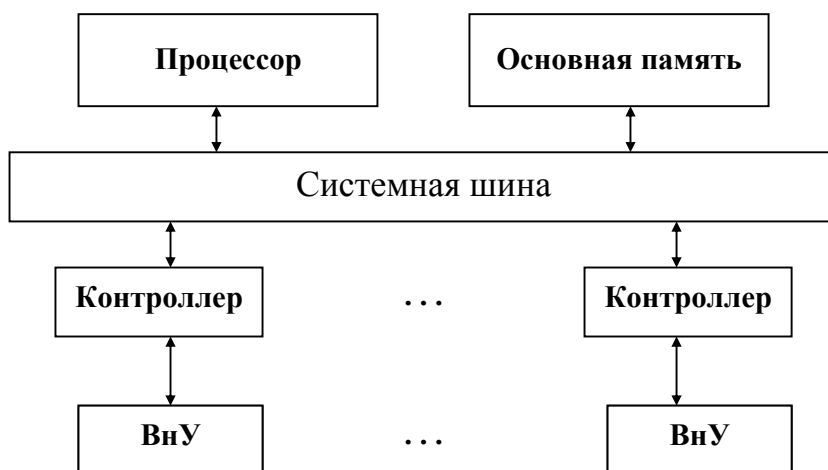 Процессор
Основная память
Системная шина
Контроллер
. . .
Контроллер
ВнУ
. . .
ВнУ